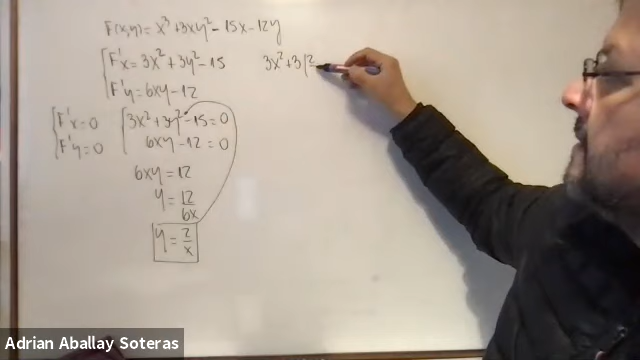 F(x,y) = x³ + 3xy² - 15x - 12y
F'x = 3x² + 3y² - 15
F'y = 6xy - 12
F'x = 0
F'y = 0
3x² + 3y² - 15 = 0
6xy - 12 = 0
6xy = 12
y = 12/6x
y = 2/x
3x² + 3(2
Adrian Aballay Soteras